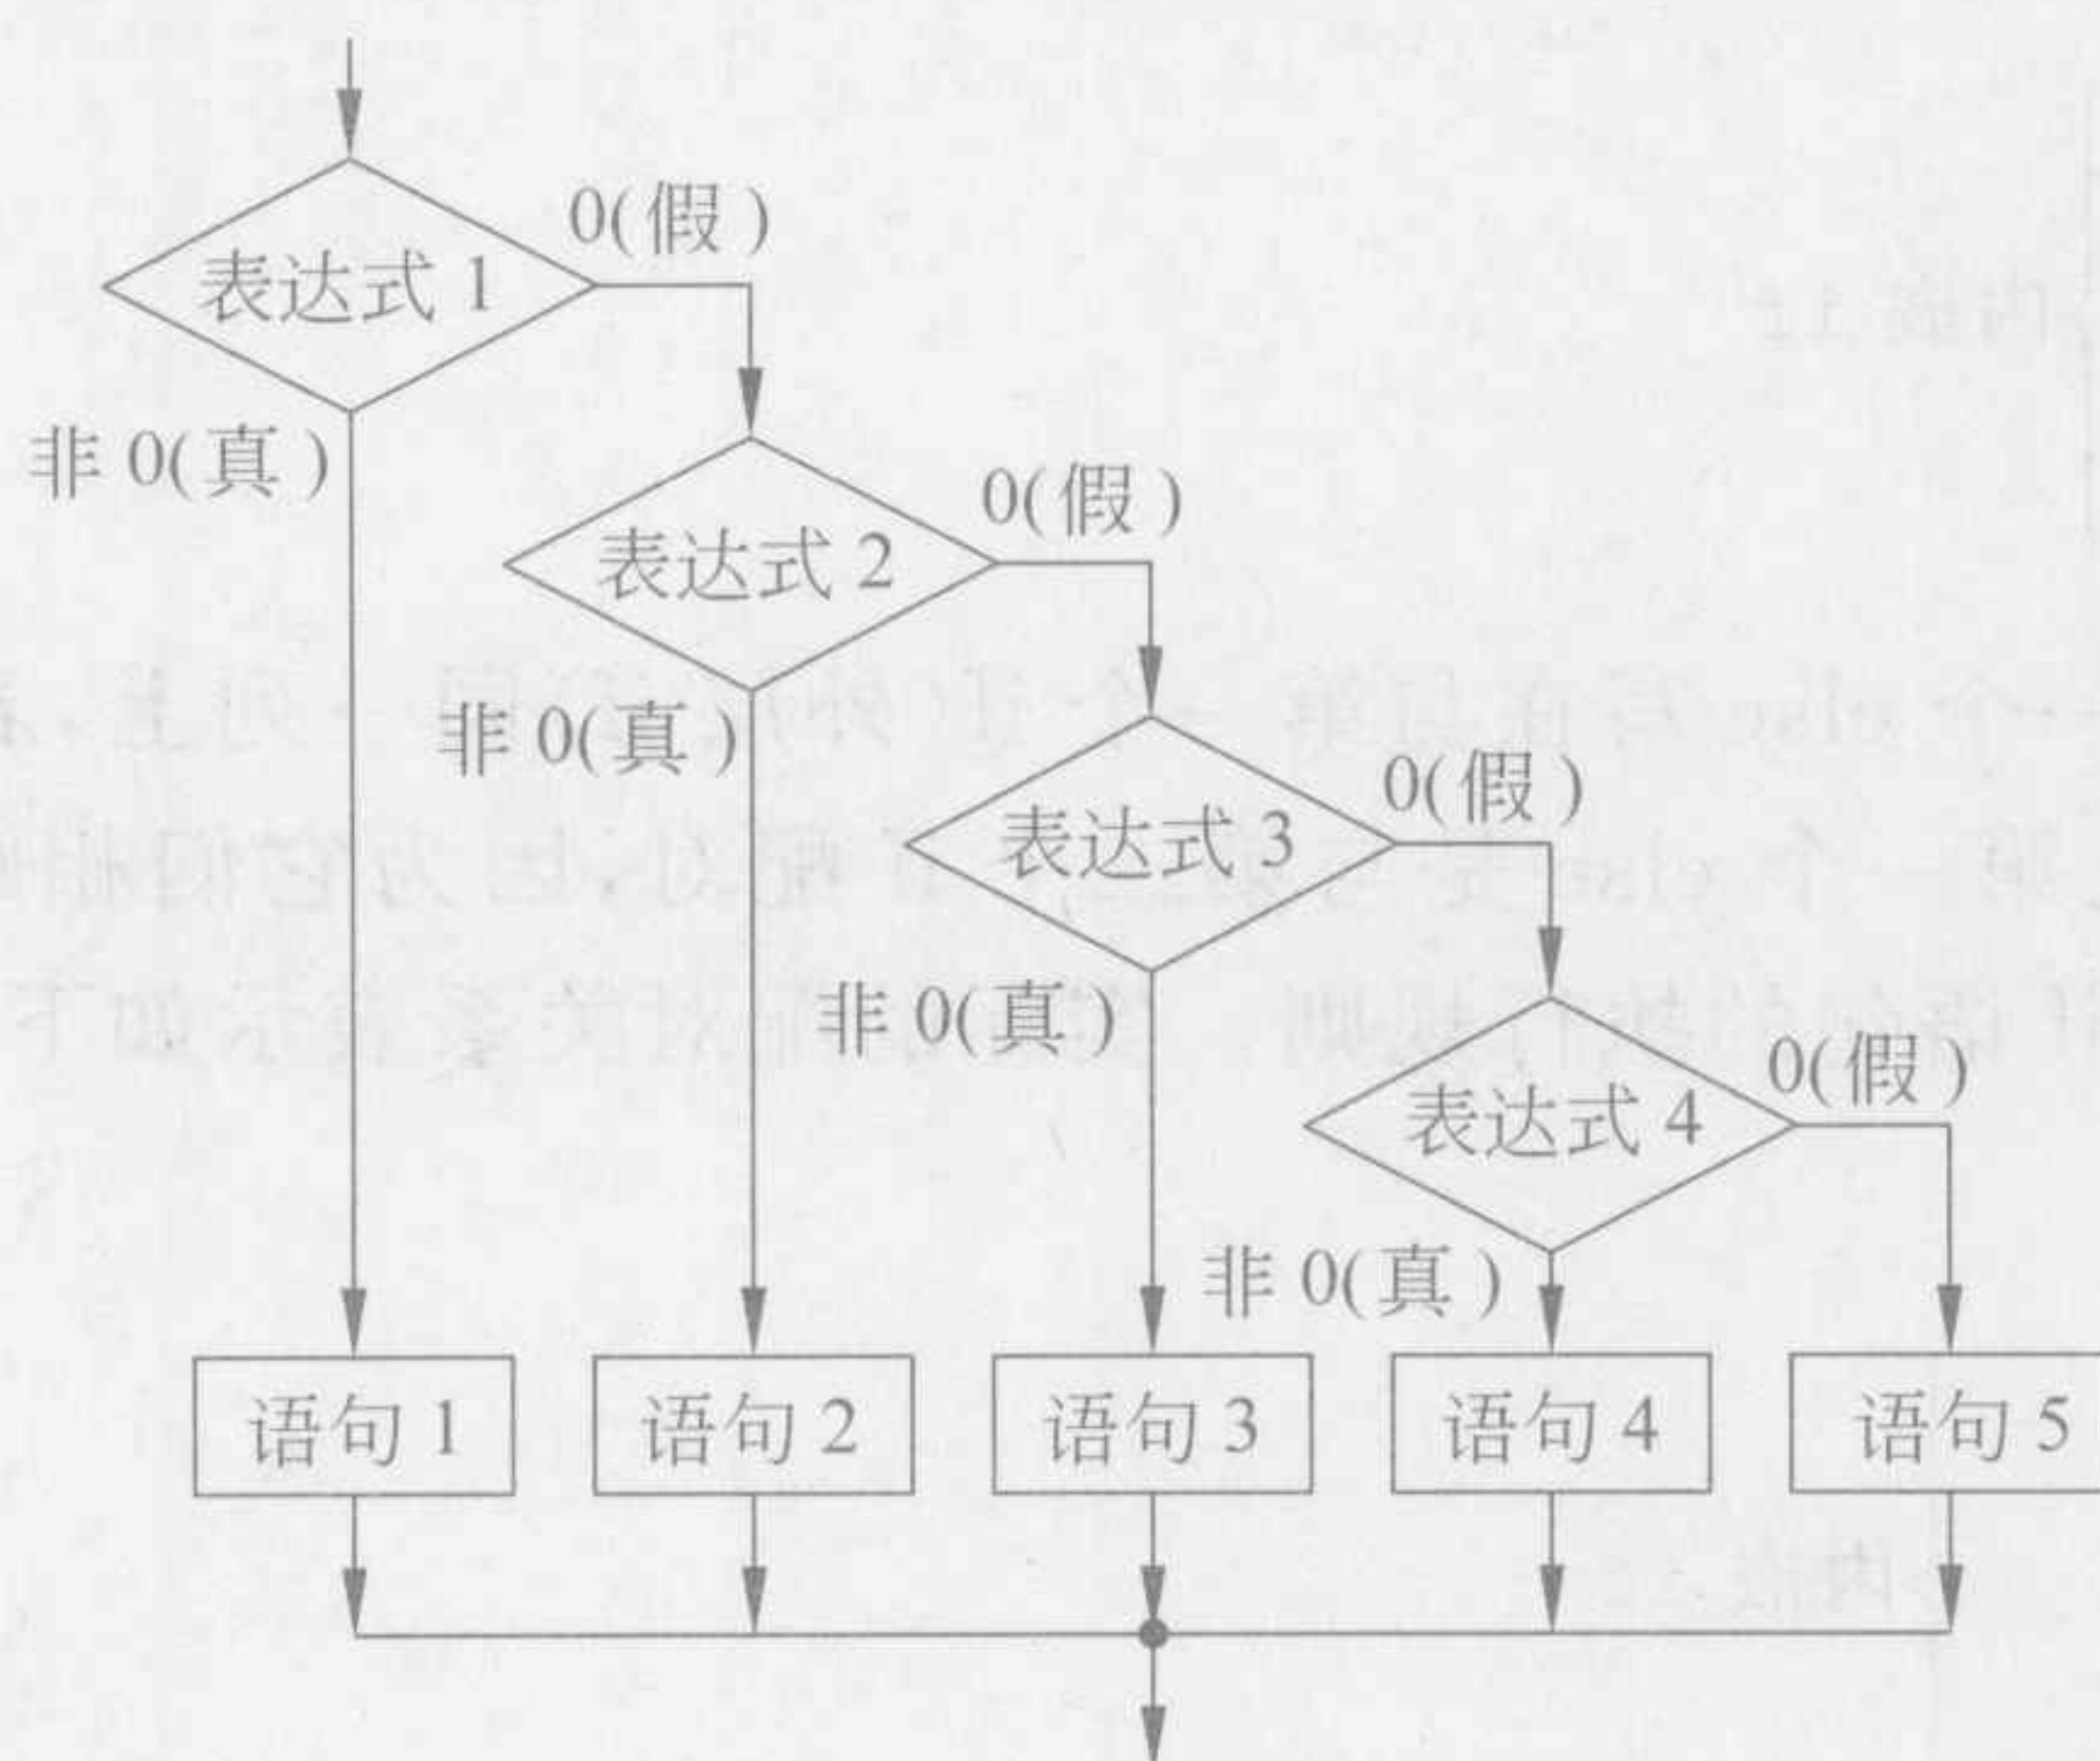 0(假)
表达式 1
非 0(真)
0(假)
表达式 2
非 0(真)
0(假)
表达式 3
非 0(真)
0(假)
表达式 4
非 0(真)
语句 1
语句 2
语句 3
语句 4
语句 5